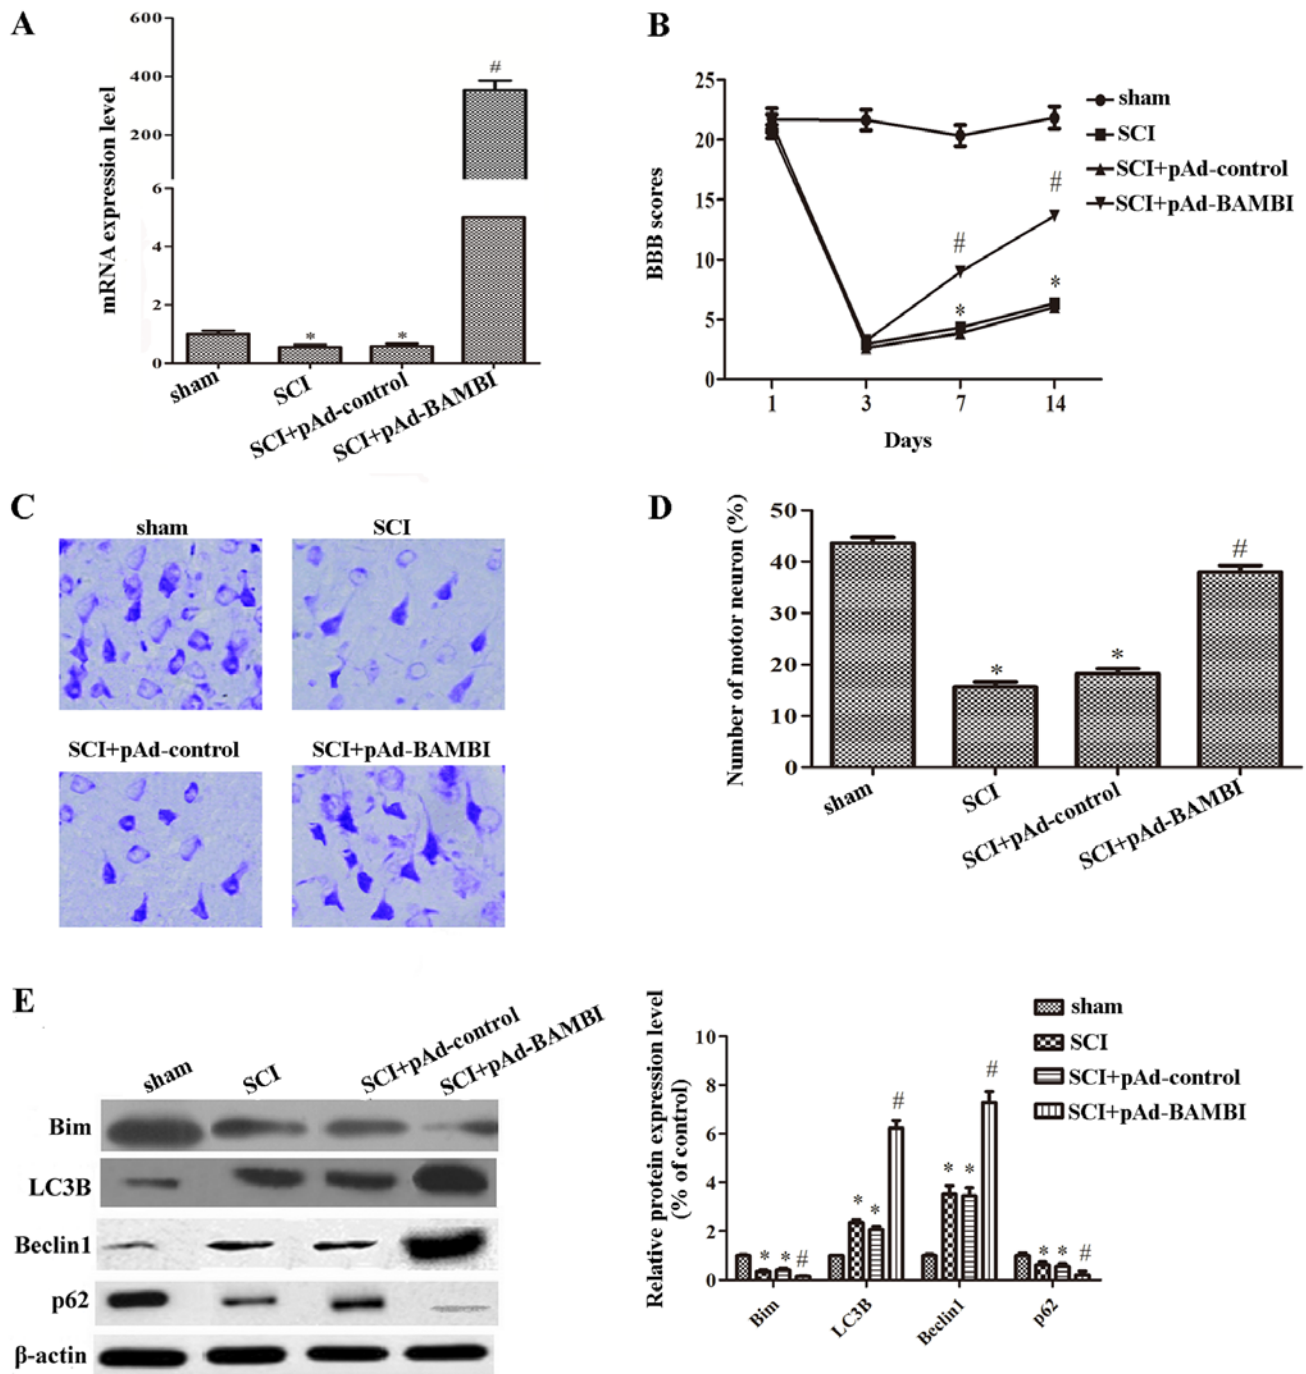 A
mRNA expression level
600
400
200
6
4
2
0
#
*
*
sham
SCI
SCI+pAd-control
SCI+pAd-BAMBI
B
BBB scores
25
20
15
10
5
0
#
#
*
*
1
3
7
14
Days
sham
SCI
SCI+pAd-control
SCI+pAd-BAMBI
C
sham
SCI
SCI+pAd-control
SCI+pAd-BAMBI
D
Number of motor neuron (%)
50
40
30
20
10
0
*
*
#
sham
SCI
SCI+pAd-control
SCI+pAd-BAMBI
E
sham
SCI
SCI+pAd-control
SCI+pAd-BAMBI
Bim
LC3B
Beclin1
p62
β-actin
Relative protein expression level
(% of control)
10
8
6
4
2
0
* * #
* * #
* * #
* * #
Bim
LC3B
Beclin1
p62
sham
SCI
SCI+pAd-control
SCI+pAd-BAMBI